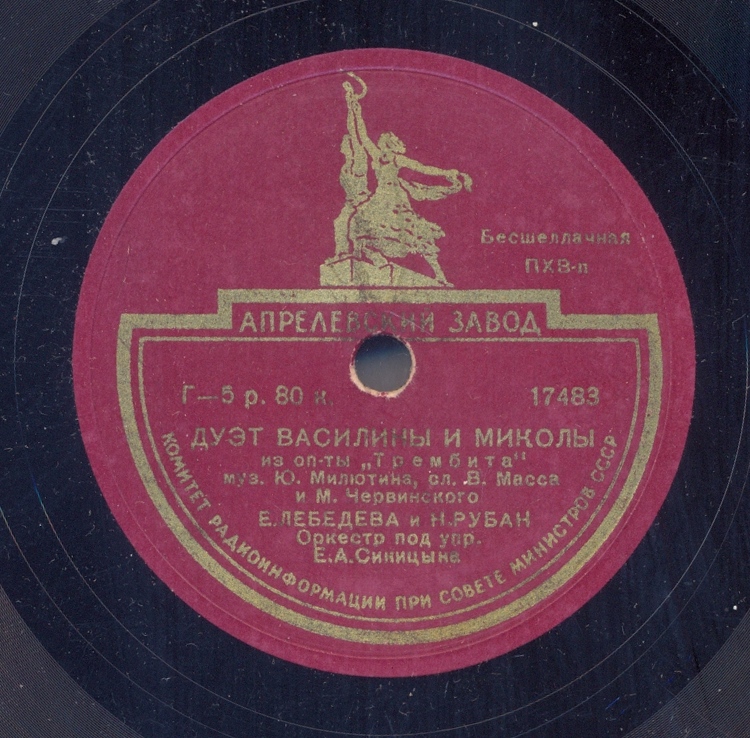 Бесшеллачная
ПХВ-п
АПРЕЛЕВСКИЙ ЗАВОД
Г—5 р. 80 к. 17483
ДУЭТ ВАСИЛИНЫ И МИКОЛЫ
из оп-ты „Трембита"
муз. Ю. Милютина, сл. В. Масса
и М. Червинского
Е. ЛЕБЕДЕВА и Н. РУБАН
Оркестр под упр.
Е. А. Синицына
КОМИТЕТ РАДИОИНФОРМАЦИИ ПРИ СОВЕТЕ МИНИСТРОВ СССР